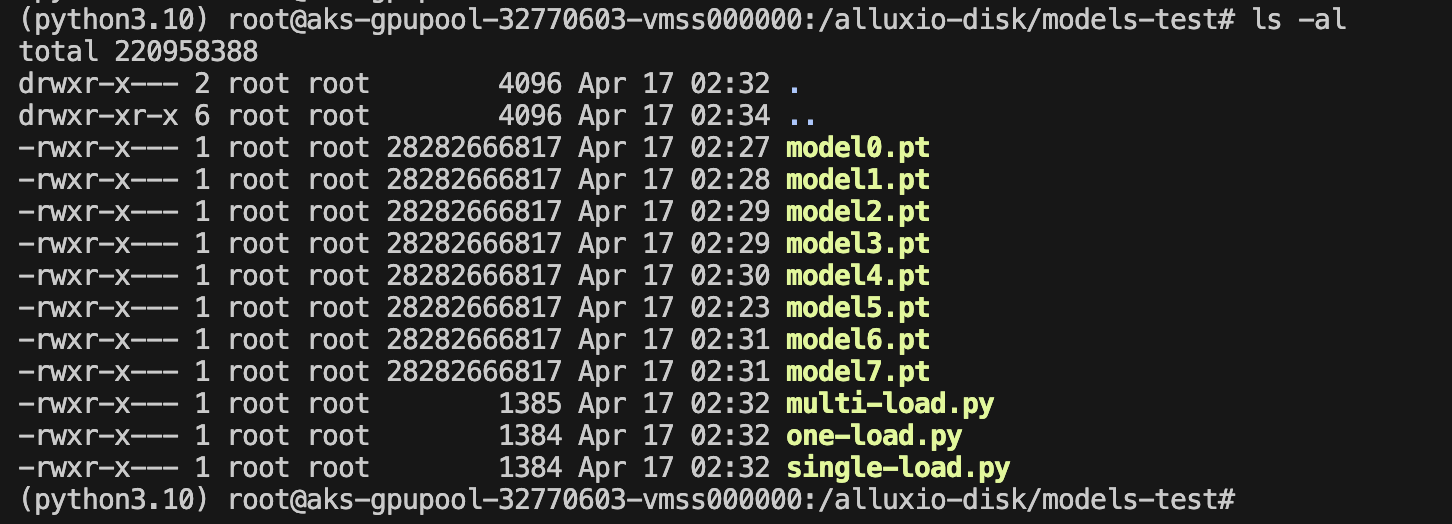 (python3.10) root@aks-gpupool-32770603-vmss000000:/alluxio-disk/models-test# ls -al
total 220958388
drwxr-x--- 2 root root        4096 Apr 17 02:32 .
drwxr-xr-x 6 root root        4096 Apr 17 02:34 ..
-rwxr-x--- 1 root root 28282666817 Apr 17 02:27 model0.pt
-rwxr-x--- 1 root root 28282666817 Apr 17 02:28 model1.pt
-rwxr-x--- 1 root root 28282666817 Apr 17 02:29 model2.pt
-rwxr-x--- 1 root root 28282666817 Apr 17 02:29 model3.pt
-rwxr-x--- 1 root root 28282666817 Apr 17 02:30 model4.pt
-rwxr-x--- 1 root root 28282666817 Apr 17 02:23 model5.pt
-rwxr-x--- 1 root root 28282666817 Apr 17 02:31 model6.pt
-rwxr-x--- 1 root root 28282666817 Apr 17 02:31 model7.pt
-rwxr-x--- 1 root root        1385 Apr 17 02:32 multi-load.py
-rwxr-x--- 1 root root        1384 Apr 17 02:32 one-load.py
-rwxr-x--- 1 root root        1384 Apr 17 02:32 single-load.py
(python3.10) root@aks-gpupool-32770603-vmss000000:/alluxio-disk/models-test#